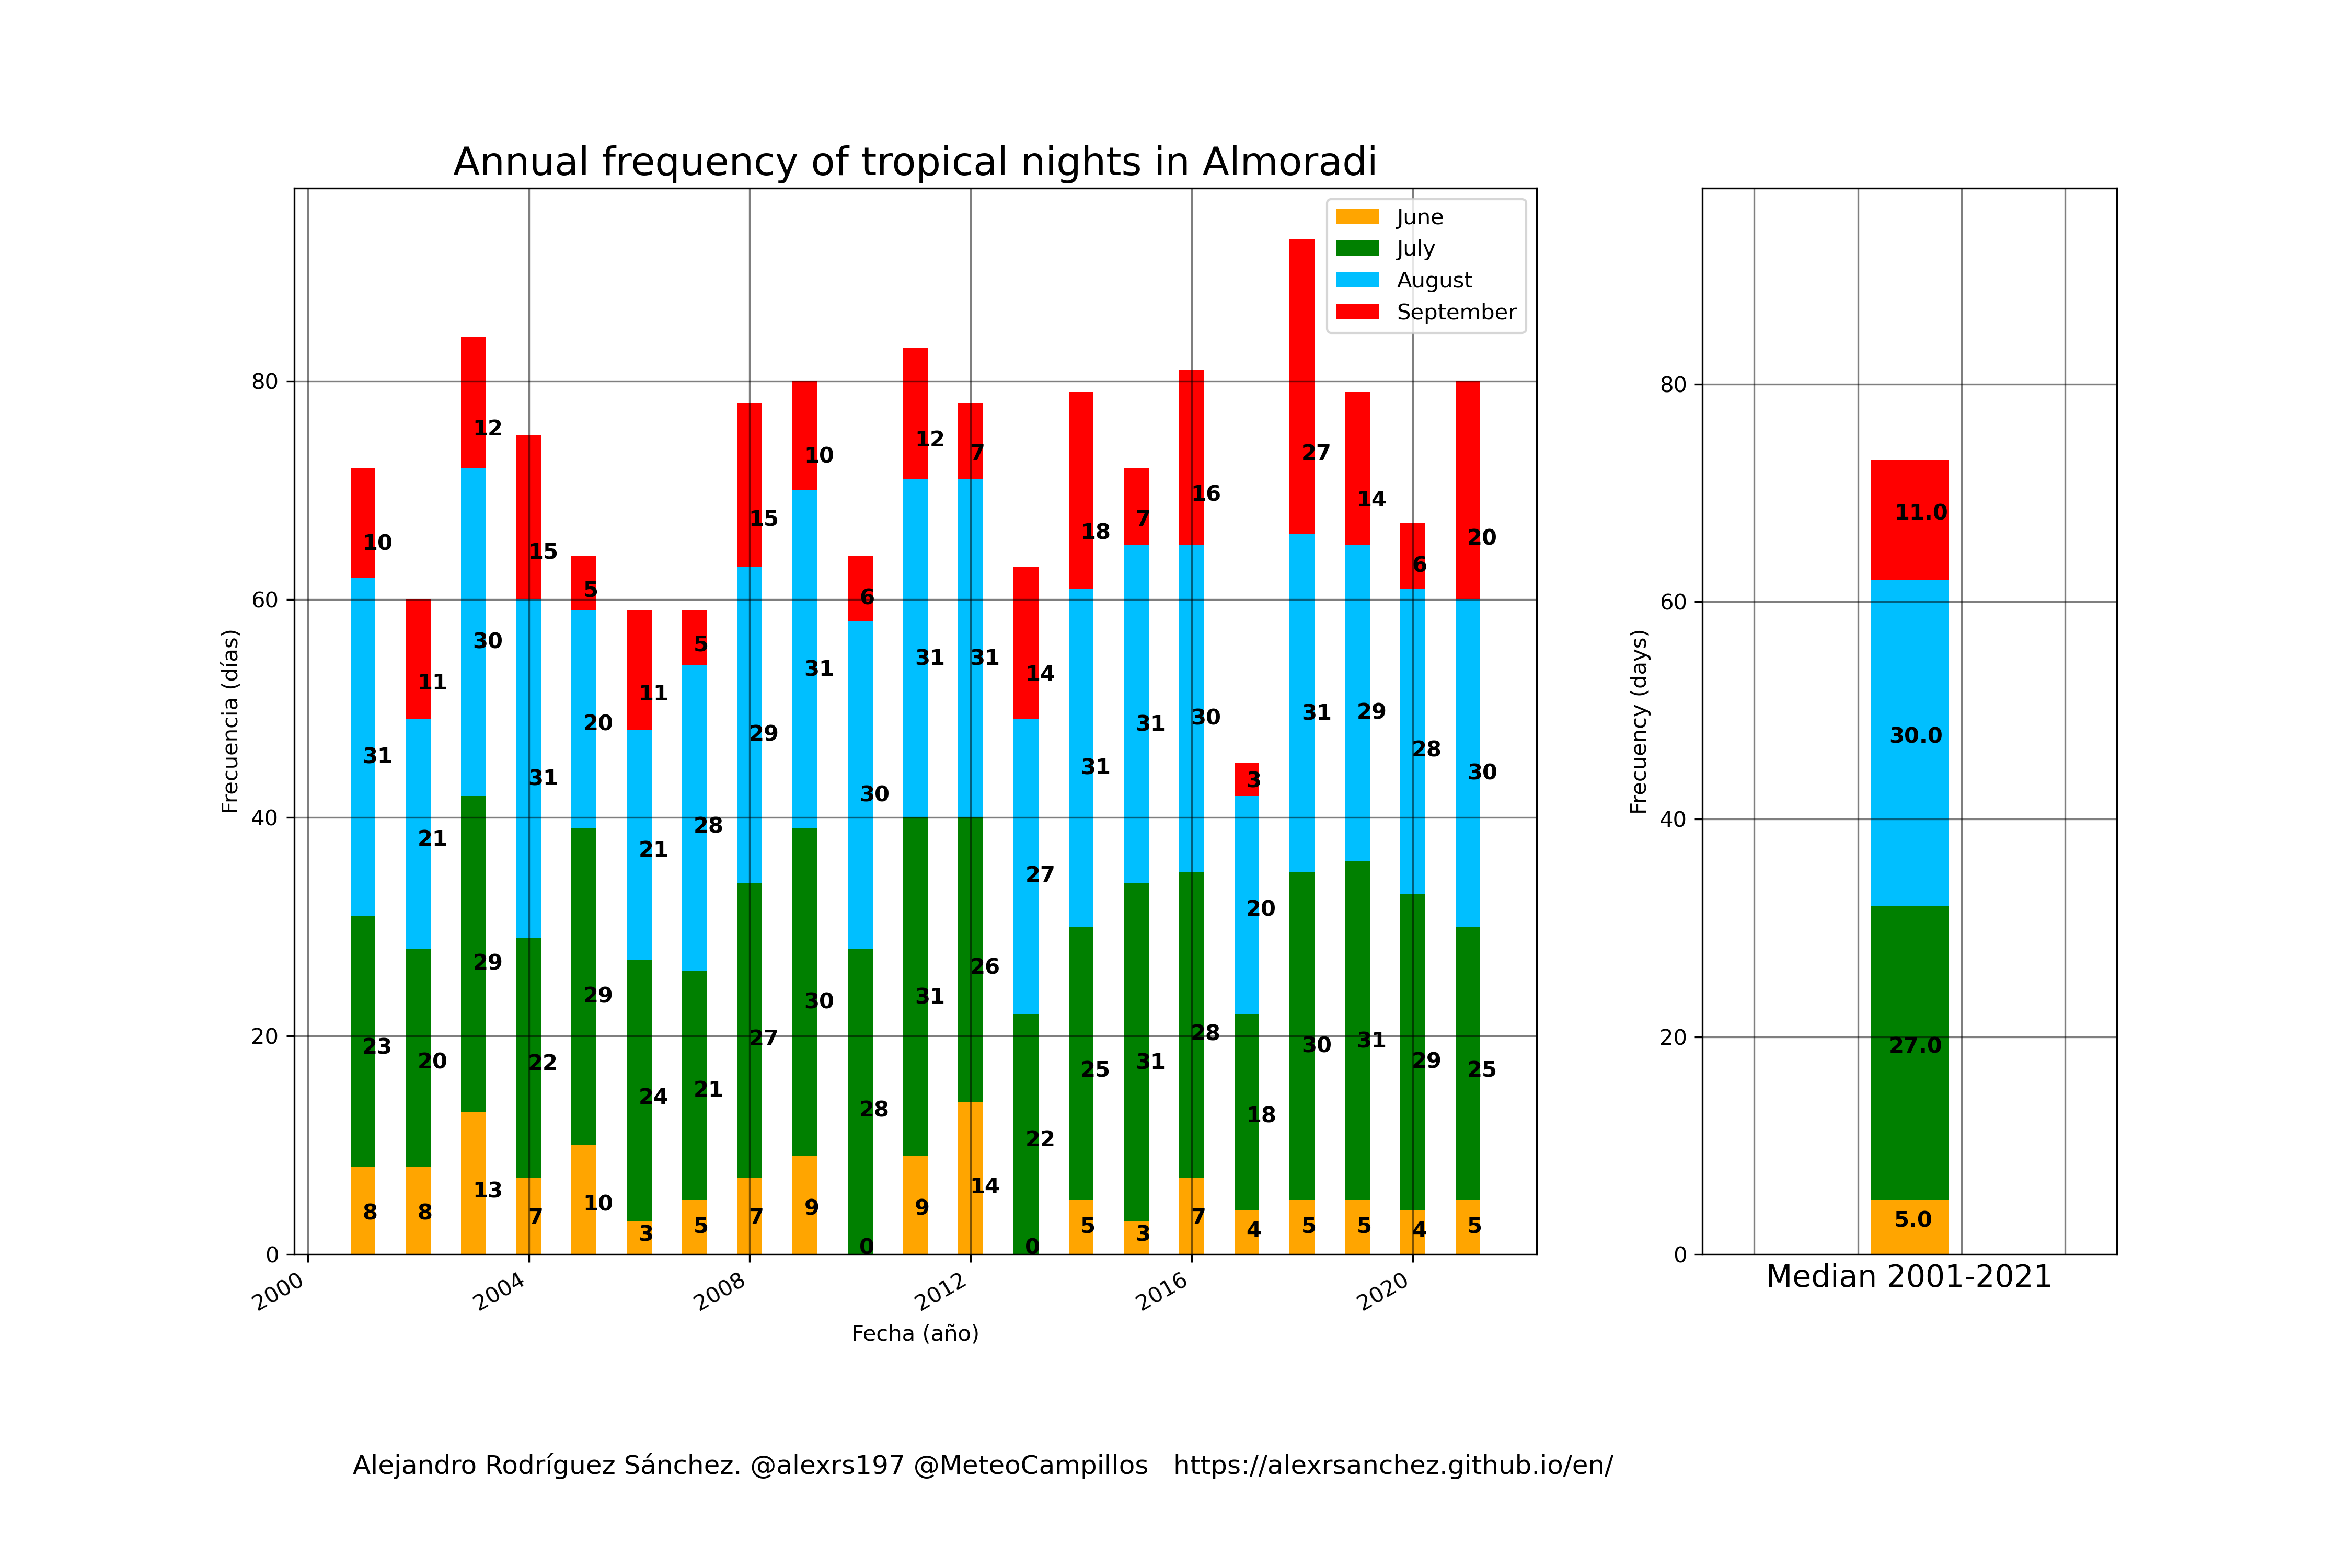 Annual frequency of tropical nights in Almoradi
June
July
August
September
Frecuencia (días)
80
60
40
20
0
10 11 12 15 5 11 5 15 10 6 12 7 14 18 7 16 3 27 14 6 20
31 21 30 31 20 21 28 29 31 30 31 31 27 31 31 30 20 31 29 28 30
23 20 29 22 29 24 21 27 30 28 31 26 22 25 31 28 18 30 31 29 25
8 8 13 7 10 3 5 7 9 0 9 14 0 5 3 7 4 5 5 4 5
2000 2004 2008 2012 2016 2020
Fecha (año)
Frecuency (days)
80
60
40
20
0
11.0
30.0
27.0
5.0
Median 2001-2021
Alejandro Rodríguez Sánchez. @alexrs197 @MeteoCampillos https://alexrsanchez.github.io/en/